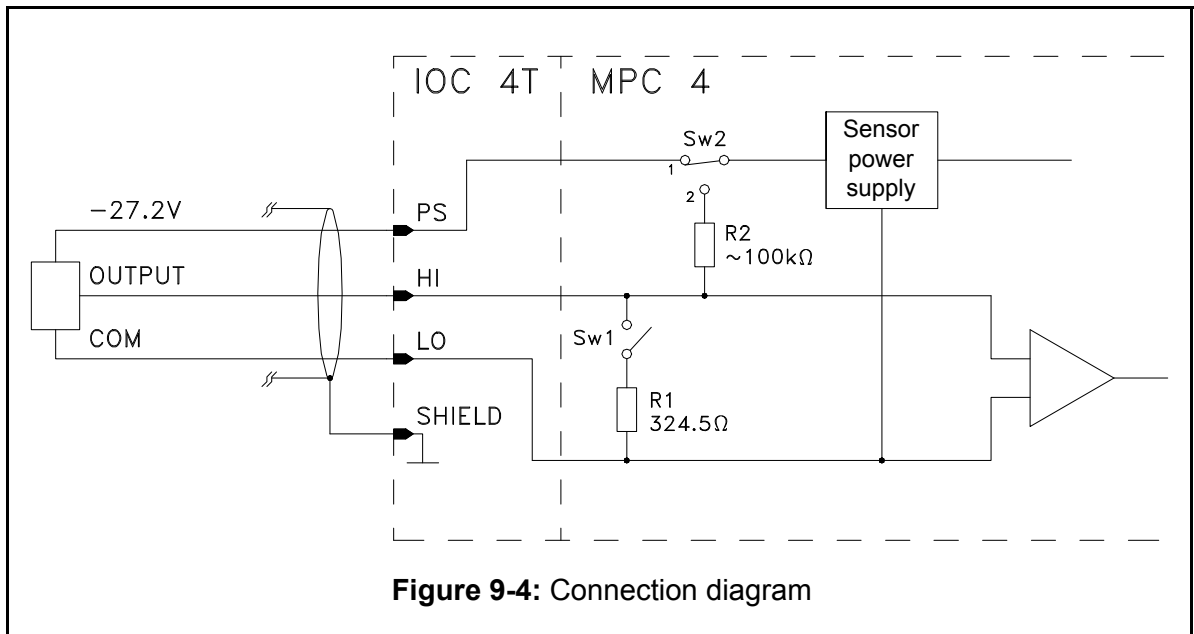 IOC 4T
MPC 4
Sensor
power
supply
Sw2
1
2
-27.2V
PS
R2
~100kΩ
OUTPUT
HI
COM
LO
Sw1
R1
324.5Ω
SHIELD
Figure 9-4: Connection diagram